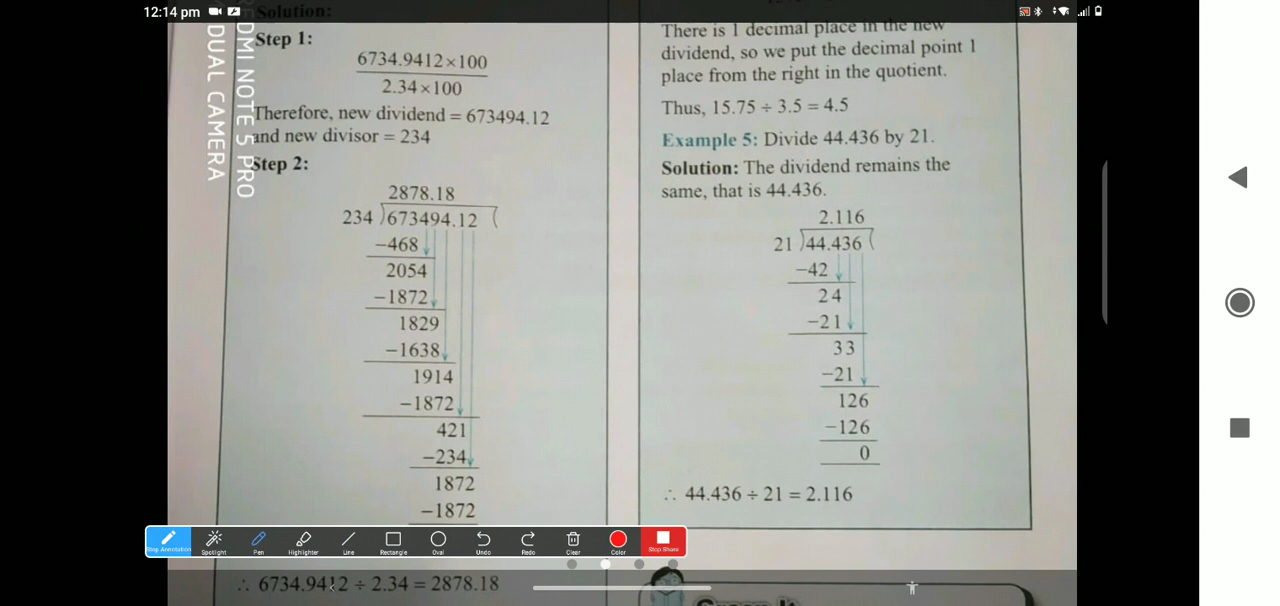 12:14 pm
REDMI NOTE 5 PRO
DUAL CAMERA
Solution:
Step 1:
6734.9412×100
2.34×100
Therefore, new dividend = 673494.12
and new divisor = 234
Step 2:
2878.18
234 )673494.12 (
−468
2054
−1872
1829
−1638
1914
−1872
421
−234
1872
−1872
∴ 6734.9412 ÷ 2.34 = 2878.18
There is 1 decimal place in the new
dividend, so we put the decimal point 1
place from the right in the quotient.
Thus, 15.75 ÷ 3.5 = 4.5
Example 5: Divide 44.436 by 21.
Solution: The dividend remains the
same, that is 44.436.
2.116
21 )44.436 (
−42
24
−21
33
−21
126
−126
0
∴ 44.436 ÷ 21 = 2.116
Stop Annotation Spotlight Pen Highlighter Line Rectangle Oval Undo Redo Clear Color Stop Share